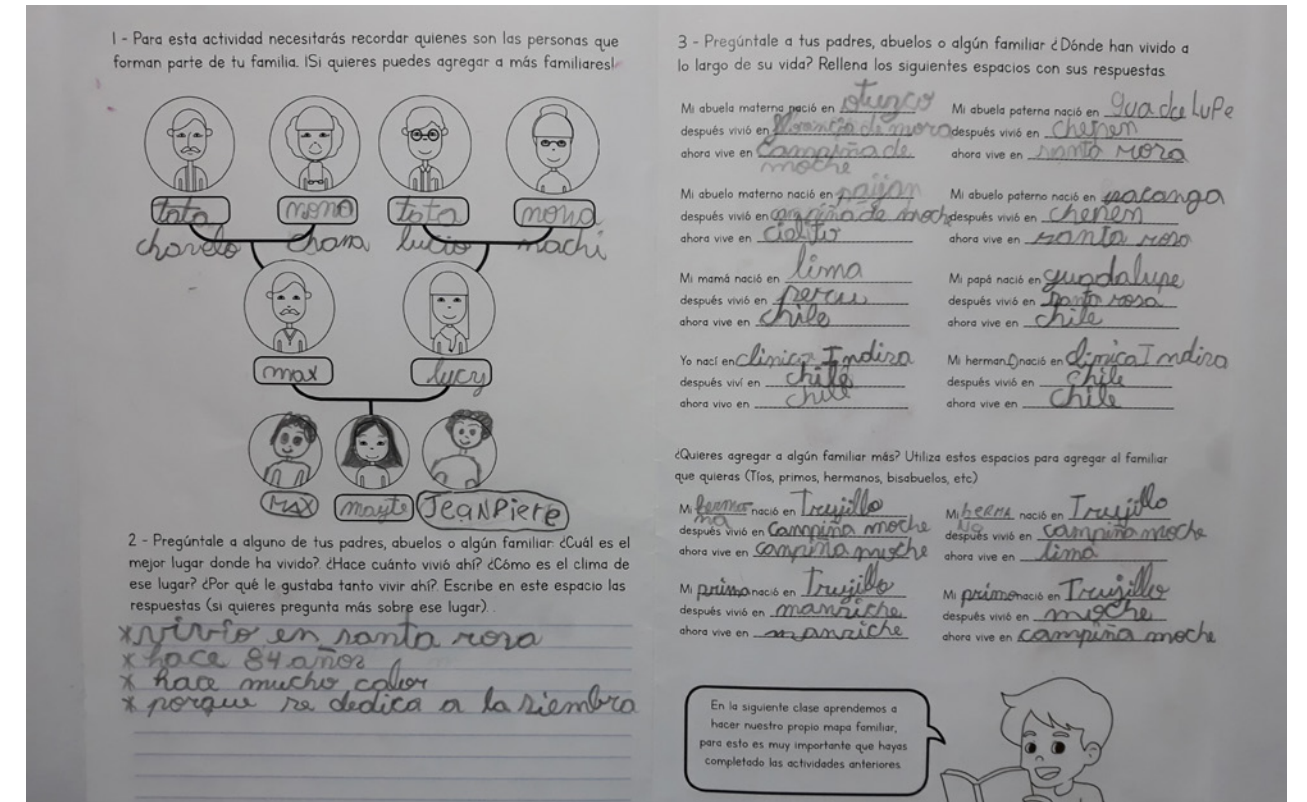 1 - Para esta actividad necesitarás recordar quienes son las personas que
forman parte de tu familia. ¡Si quieres puedes agregar a más familiares!
tata nona tata nona
chavelo chana lucio machi
max lucy
MAX mayte JEANPIERE
2 - Pregúntale a alguno de tus padres, abuelos o algún familiar: ¿Cuál es el
mejor lugar donde ha vivido? ¿Hace cuánto vivió ahí? ¿Cómo es el clima de
ese lugar? ¿Por qué le gustaba tanto vivir ahí? Escribe en este espacio las
respuestas (si quieres pregunta más sobre ese lugar).
* vivio en santa rosa
* hace 84 años
* hace mucho calor
* porque se dedica a la siembra
3 - Pregúntale a tus padres, abuelos o algún familiar ¿Dónde han vivido a
lo largo de su vida? Rellena los siguientes espacios con sus respuestas
Mi abuela materna nació en otuzco
después vivió en de mora
ahora vive en Campiña de
moche
Mi abuela paterna nació en guadaluPe
después vivió en chepen
ahora vive en santa rosa
Mi abuelo materno nació en paijan
después vivió en campiña de moche
ahora vive en
Mi abuelo paterno nació en pacanga
después vivió en chepen
ahora vive en santa rosa
Mi mamá nació en lima
después vivió en peru
ahora vive en chile
Mi papá nació en guadalupe
después vivió en santa rosa
ahora vive en chile
Yo nací en clinica Indisa
después viví en chile
ahora vivo en chile
Mi herman O nació en clinica Indisa
después vivió en chile
ahora vive en chile
¿Quieres agregar a algún familiar más? Utiliza estos espacios para agregar al familiar
que quieras (Tíos, primos, hermanos, bisabuelos, etc)
Mi herma nació en Trujillo
na
después vivió en campiña moche
ahora vive en campiña moche
Mi hERMA nació en Trujillo
NA
después vivió en campiña moche
ahora vive en lima
Mi primo nació en Trujillo
después vivió en manriche
ahora vive en manriche
Mi primo nació en Trujillo
después vivió en moche
ahora vive en campiña moche
En la siguiente clase aprendemos a
hacer nuestro propio mapa familiar,
para esto es muy importante que hayas
completado las actividades anteriores